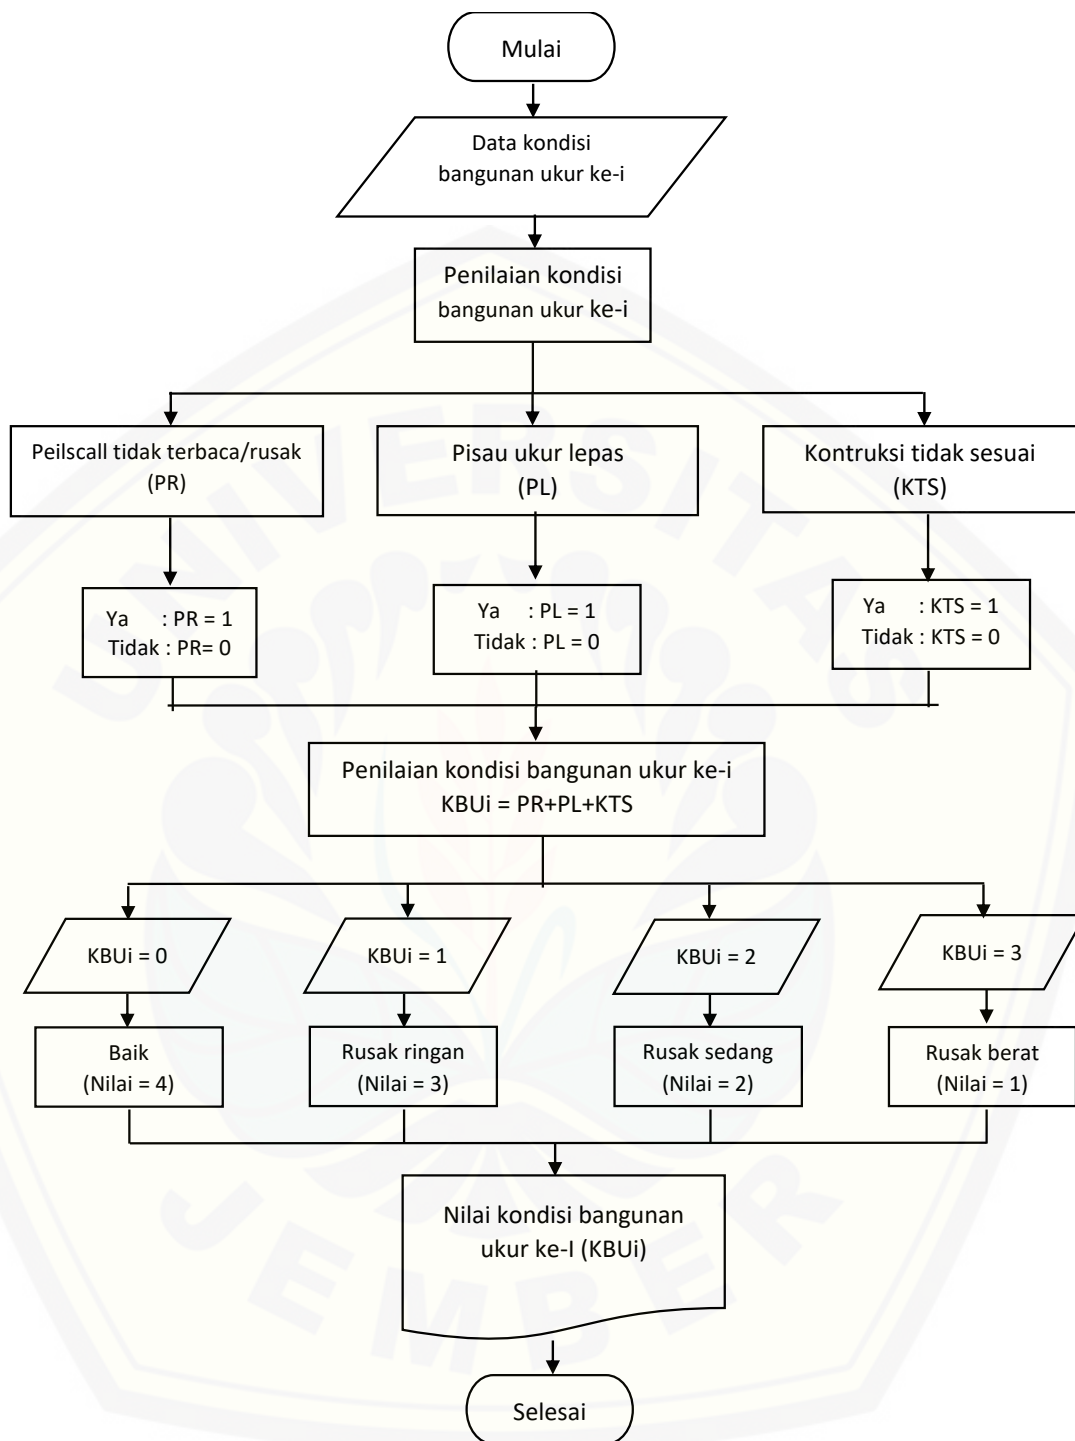 Mulai
Data kondisi
bangunan ukur ke-i
Penilaian kondisi
bangunan ukur ke-i
Peilscall tidak terbaca/rusak
(PR)
Pisau ukur lepas
(PL)
Kontruksi tidak sesuai
(KTS)
Ya : PR = 1
Tidak : PR= 0
Ya : PL = 1
Tidak : PL = 0
Ya : KTS = 1
Tidak : KTS = 0
Penilaian kondisi bangunan ukur ke-i
KBUi = PR+PL+KTS
KBUi = 0
KBUi = 1
KBUi = 2
KBUi = 3
Baik
(Nilai = 4)
Rusak ringan
(Nilai = 3)
Rusak sedang
(Nilai = 2)
Rusak berat
(Nilai = 1)
Nilai kondisi bangunan
ukur ke-I (KBUi)
Selesai
UNIVERSITAS
JEMBER